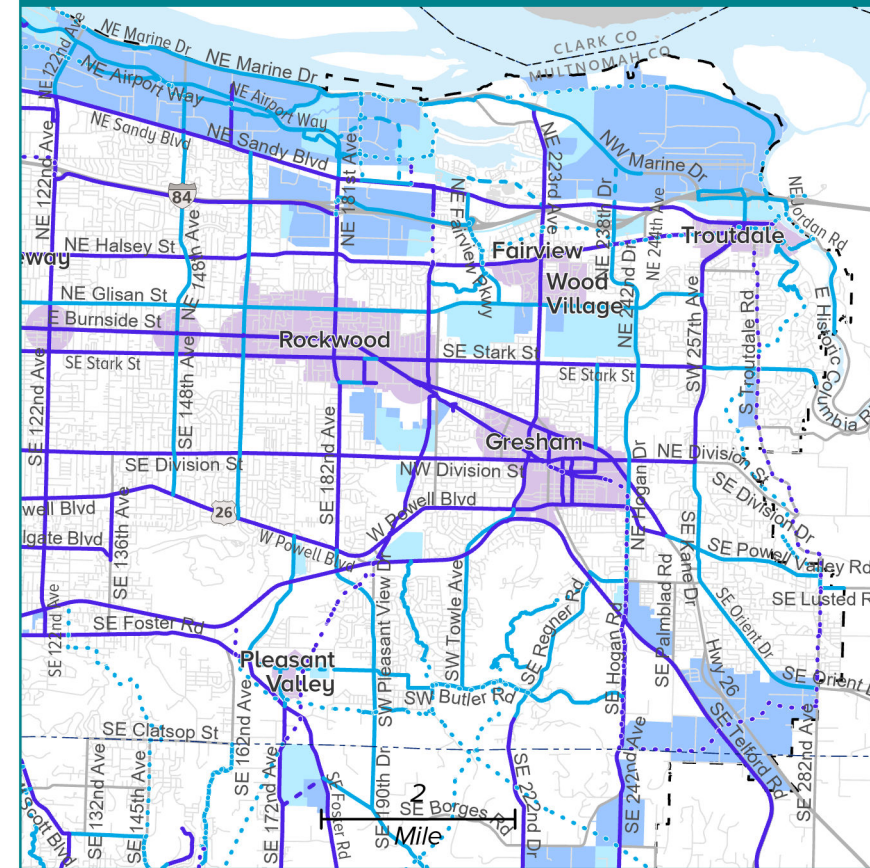 CLARK CO
MULTNOMAH CO
NE Marine Dr
NE Marine Dr
NE 122nd Ave
NE Airport Way
NE Airport Way
NE Sandy Blvd
NE Sandy Blvd
NE 122nd Ave
84
NE 148th Ave
NE 181st Ave
NE 223rd Ave
NW Marine Dr
NE Fairview Pkwy
NE 238th Dr
NE 244th Ave
NE Jordan Rd
NE Halsey St
eway
Fairview
Troutdale
Wood
Village
NE 242nd Dr
NE Glisan St
E Burnside St
Rockwood
SE Stark St
SE Stark St
SE Stark St
SW 257th Ave
S Troutdale Rd
E Historic Columbia R
SE 122nd Ave
SE 148th Ave
SE 182nd Ave
Gresham
SE Division St
NW Division St
NE Division St
SE Division Dr
NE Hogan Dr
well Blvd
26
W Powell Blvd
W Powell Blvd
lgate Blvd
SE 136th Ave
SE Kane Dr
SE Powell Valley Rd
SE Lusted R
SE 122nd Ave
SE Foster Rd
SW Pleasant View Dr
SW Towle Ave
SE Regner Rd
SE Hogan Rd
SE Palmblad Rd
SE Orient Dr
Hwy 26
SE Orient D
Pleasant
Valley
SW Butler Rd
SE Clatsop St
SE 162nd Ave
SE 132nd Ave
SE 145th Ave
SE 172nd Ave
SE Foster Rd
SE 190th Dr
SE Borges Rd
SE 222nd Dr
SE 242nd Ave
SE Telford Rd
SE 282nd Ave
Scott Blvd
2
Mile